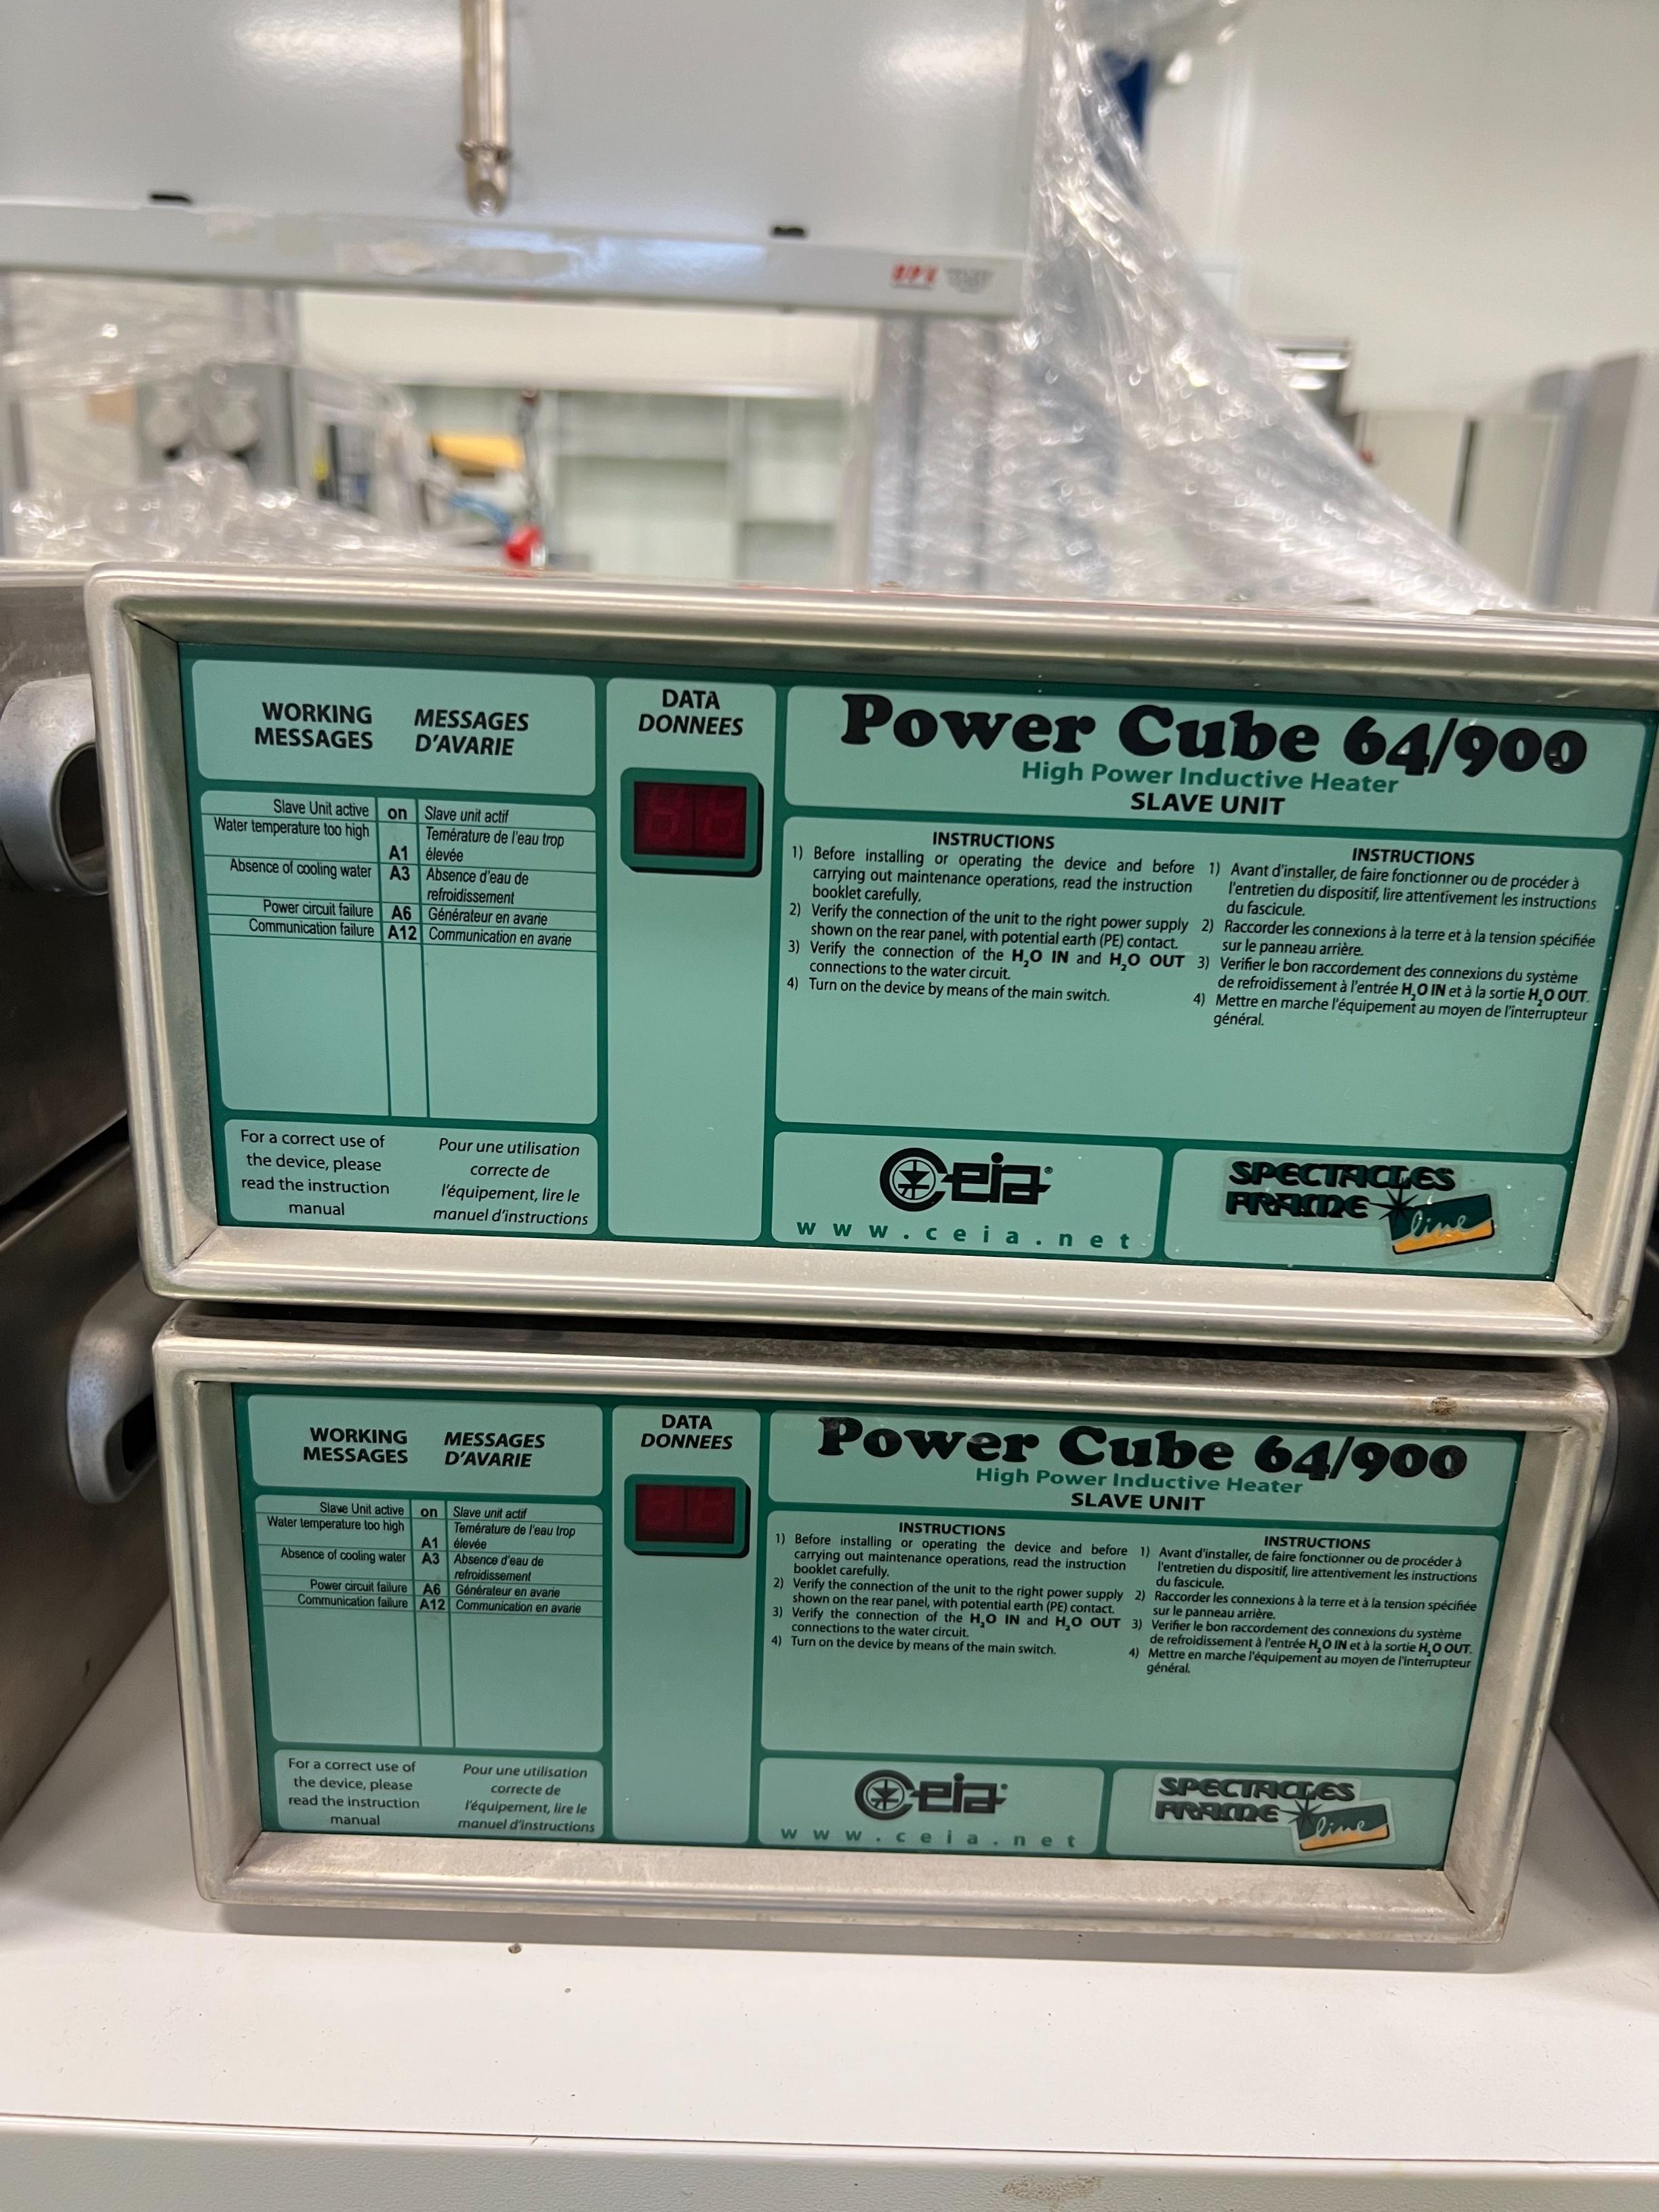 WORKING
MESSAGES
MESSAGES
D'AVARIE
Slave Unit active on Slave unit actif
Water temperature too high A1 Temérature de l'eau trop
élevée
Absence of cooling water A3 Absence d'eau de
refroidissement
Power circuit failure A6 Générateur en avarie
Communication failure A12 Communication en avarie
For a correct use of
the device, please
read the instruction
manual
Pour une utilisation
correcte de
l'équipement, lire le
manuel d'instructions
DATA
DONNEES
Power Cube 64/900
High Power Inductive Heater
SLAVE UNIT
INSTRUCTIONS
1) Before installing or operating the device and before
carrying out maintenance operations, read the instruction
booklet carefully.
2) Verify the connection of the unit to the right power supply
shown on the rear panel, with potential earth (PE) contact.
3) Verify the connection of the H₂O IN and H₂O OUT
connections to the water circuit.
4) Turn on the device by means of the main switch.
INSTRUCTIONS
1) Avant d'installer, de faire fonctionner ou de procéder à
l'entretien du dispositif, lire attentivement les instructions
du fascicule.
2) Raccorder les connexions à la terre et à la tension spécifiée
sur le panneau arrière.
3) Verifier le bon raccordement des connexions du système
de refroidissement à l'entrée H₂O IN et à la sortie H₂O OUT.
4) Mettre en marche l'équipement au moyen de l'interrupteur
général.
Ceia®
www.ceia.net
SPECTACLES
FRAME
line
WORKING
MESSAGES
MESSAGES
D'AVARIE
Slave Unit active on Slave unit actif
Water temperature too high A1 Temérature de l'eau trop
élevée
Absence of cooling water A3 Absence d'eau de
refroidissement
Power circuit failure A6 Générateur en avarie
Communication failure A12 Communication en avarie
For a correct use of
the device, please
read the instruction
manual
Pour une utilisation
correcte de
l'équipement, lire le
manuel d'instructions
DATA
DONNEES
Power Cube 64/900
High Power Inductive Heater
SLAVE UNIT
INSTRUCTIONS
1) Before installing or operating the device and before
carrying out maintenance operations, read the instruction
booklet carefully.
2) Verify the connection of the unit to the right power supply
shown on the rear panel, with potential earth (PE) contact.
3) Verify the connection of the H₂O IN and H₂O OUT
connections to the water circuit.
4) Turn on the device by means of the main switch.
INSTRUCTIONS
1) Avant d'installer, de faire fonctionner ou de procéder à
l'entretien du dispositif, lire attentivement les instructions
du fascicule.
2) Raccorder les connexions à la terre et à la tension spécifiée
sur le panneau arrière.
3) Verifier le bon raccordement des connexions du système
de refroidissement à l'entrée H₂O IN et à la sortie H₂O OUT.
4) Mettre en marche l'équipement au moyen de l'interrupteur
général.
Ceia®
www.ceia.net
SPECTACLES
FRAME
line